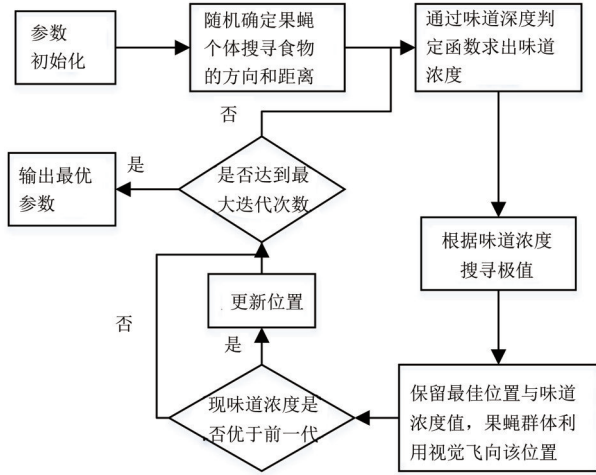 参数
初始化
随机确定果蝇
个体搜寻食物
的方向和距离
通过味道深度判
定函数求出味道
浓度
否
输出最优
参数
是
是否达到最
大迭代次数
根据味道浓度
搜寻极值
更新位置
否
是
现味道浓度是
否优于前一代
保留最佳位置与味道
浓度值，果蝇群体利
用视觉飞向该位置